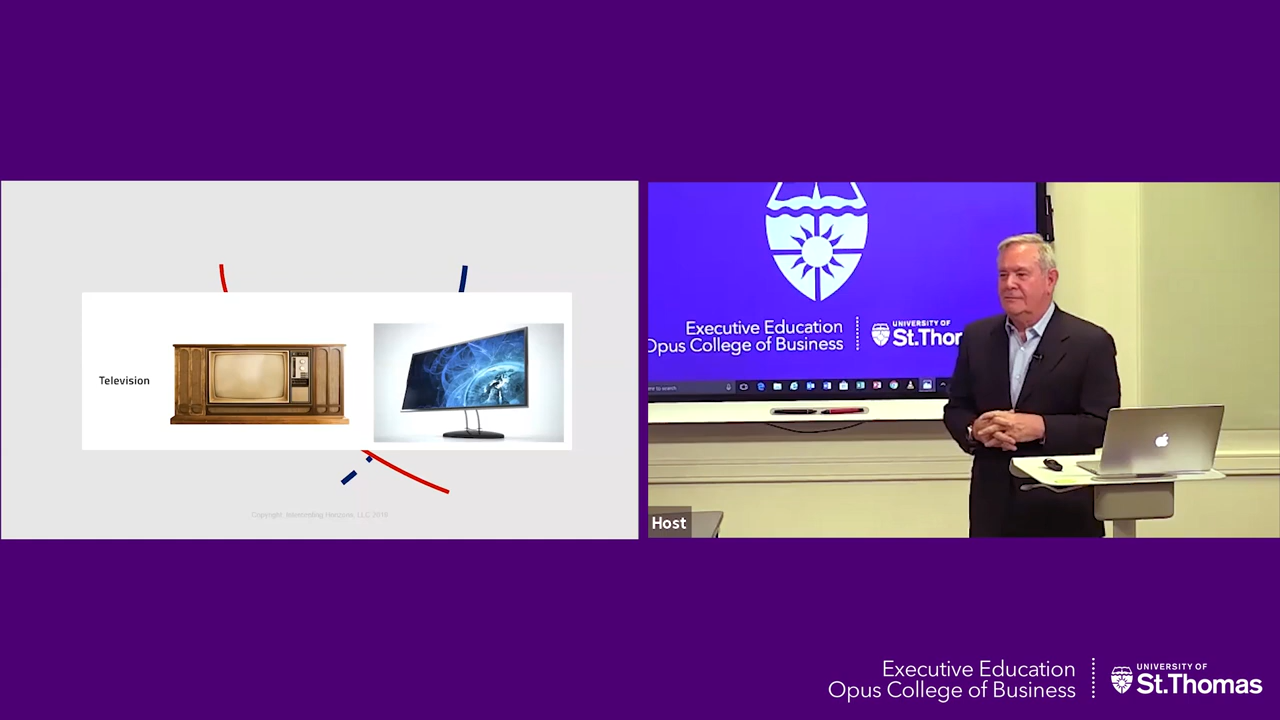 Television
Executive Education
Opus College of Business
UNIVERSITY OF
St.Thor
Host
Executive Education
Opus College of Business
UNIVERSITY OF
St.Thomas